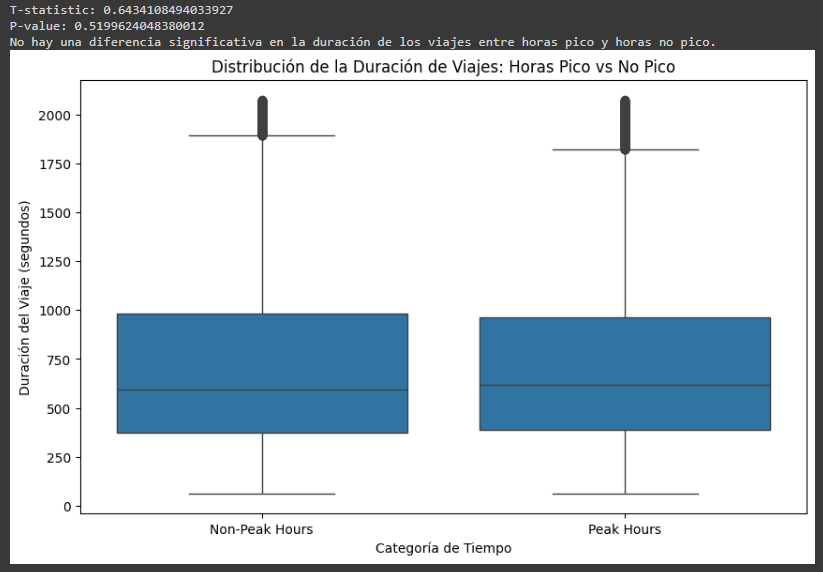 T-statistic: 0.6434108494033927
P-value: 0.5199624048380012
No hay una diferencia significativa en la duración de los viajes entre horas pico y horas no pico.
Distribución de la Duración de Viajes: Horas Pico vs No Pico
Duración del Viaje (segundos)
2000
1750
1500
1250
1000
750
500
250
0
Non-Peak Hours
Peak Hours
Categoría de Tiempo